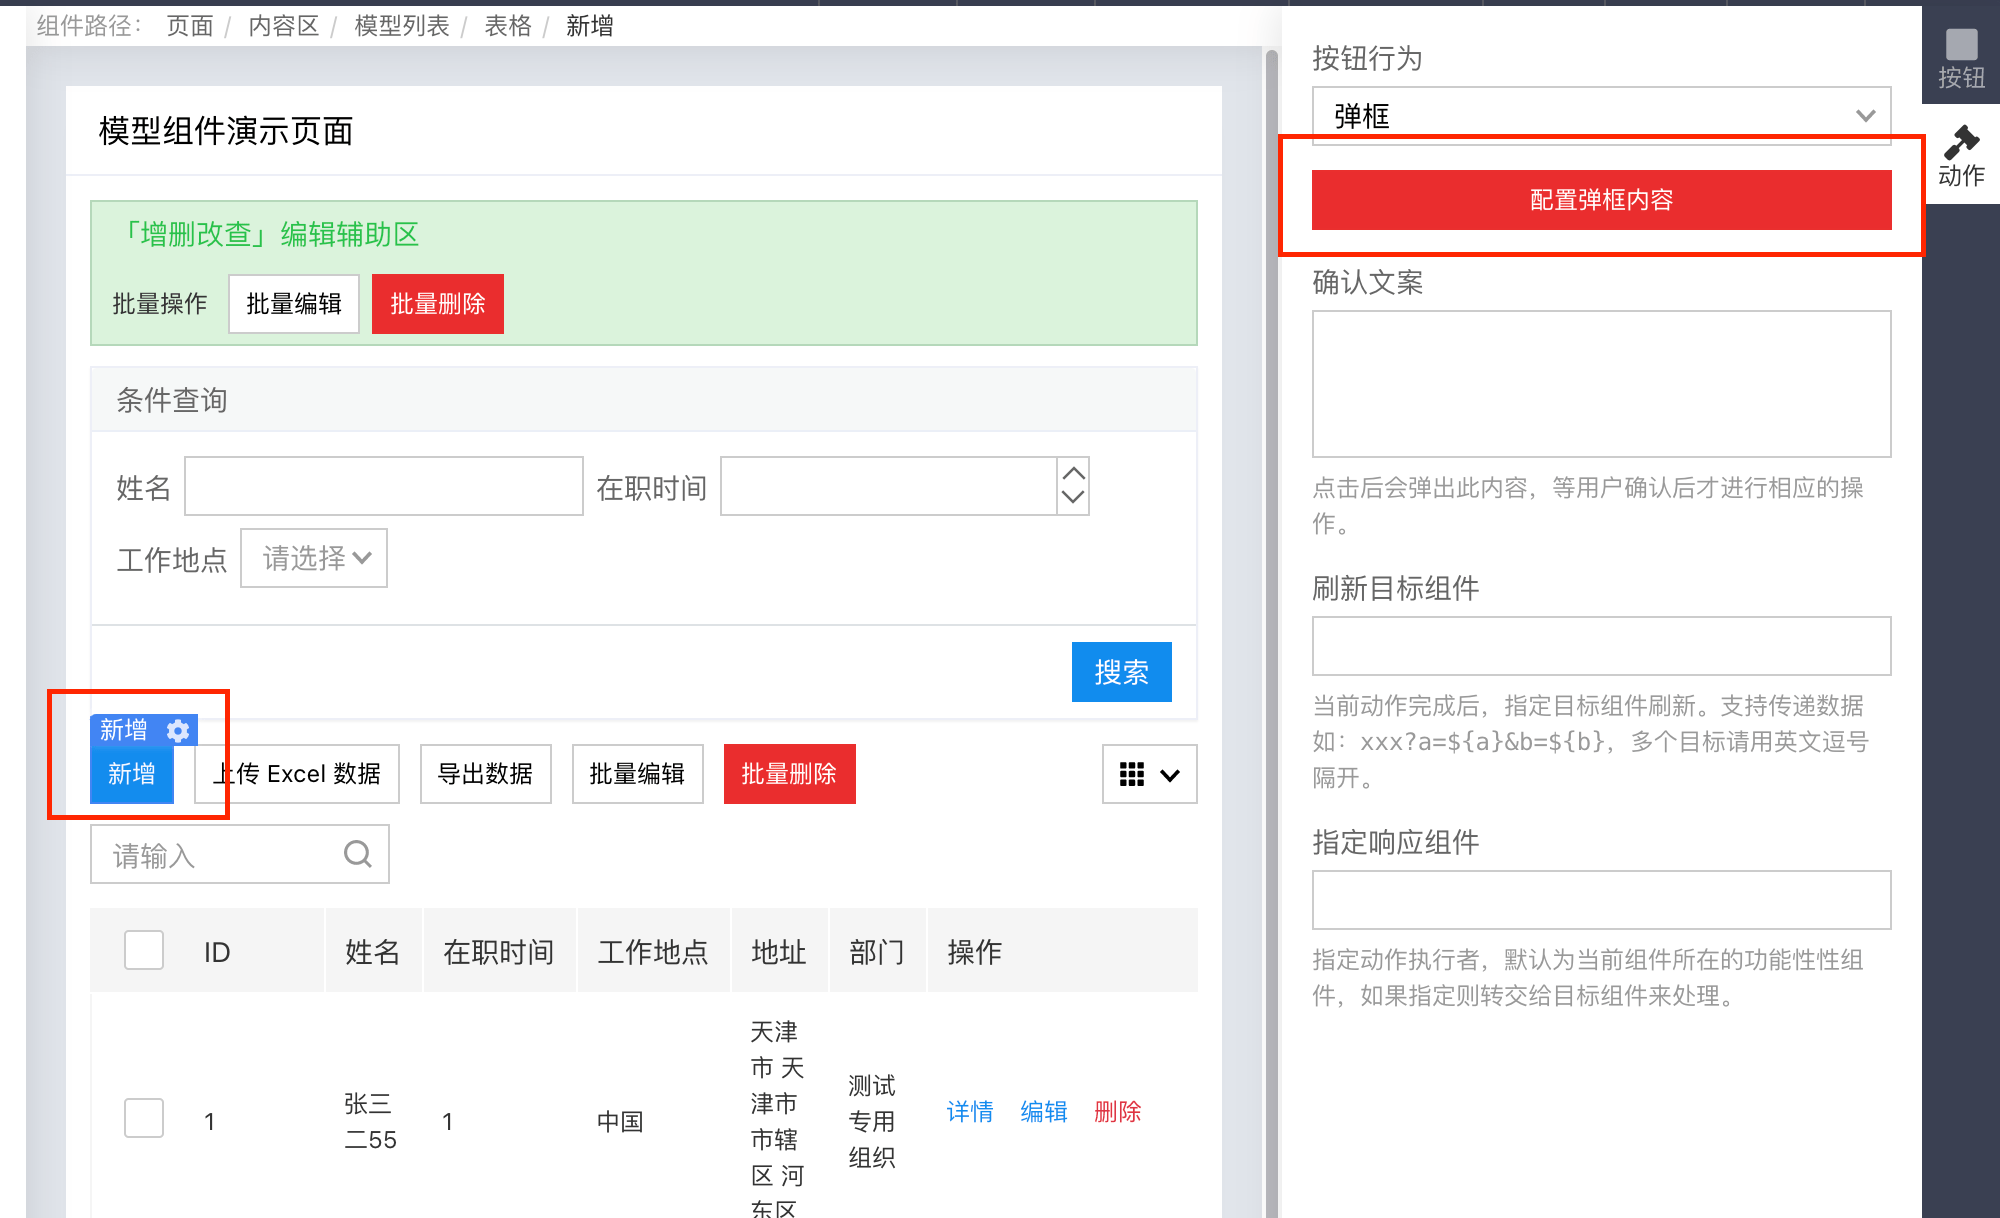 组件路径： 页面 / 内容区 / 模型列表 / 表格 / 新增
模型组件演示页面
「增删改查」编辑辅助区
批量操作 批量编辑 批量删除
条件查询
姓名 在职时间
工作地点 请选择
搜索
新增
新增 上传 Excel 数据 导出数据 批量编辑 批量删除
请输入
ID 姓名 在职时间 工作地点 地址 部门 操作
1 张三二55 1 中国 天津市 天津市市辖区 河东区 测试专用组织 详情 编辑 删除
按钮行为
弹框
配置弹框内容
确认文案
点击后会弹出此内容，等用户确认后才进行相应的操
作。
刷新目标组件
当前动作完成后，指定目标组件刷新。支持传递数据
如：xxx?a=${a}&b=${b}，多个目标请用英文逗号
隔开。
指定响应组件
指定动作执行者，默认为当前组件所在的功能性性组
件，如果指定则转交给目标组件来处理。
按钮
动作